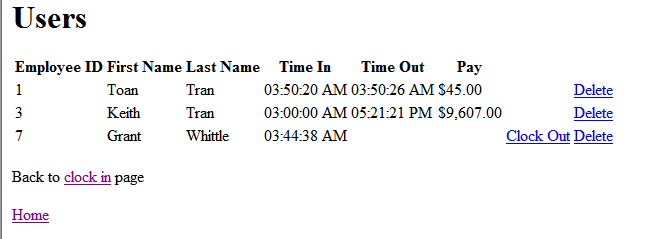 Users
Employee ID First Name Last Name Time In Time Out Pay
1 Toan Tran 03:50:20 AM 03:50:26 AM $45.00 Delete
3 Keith Tran 03:00:00 AM 05:21:21 PM $9,607.00 Delete
7 Grant Whittle 03:44:38 AM Clock Out Delete
Back to clock in page
Home